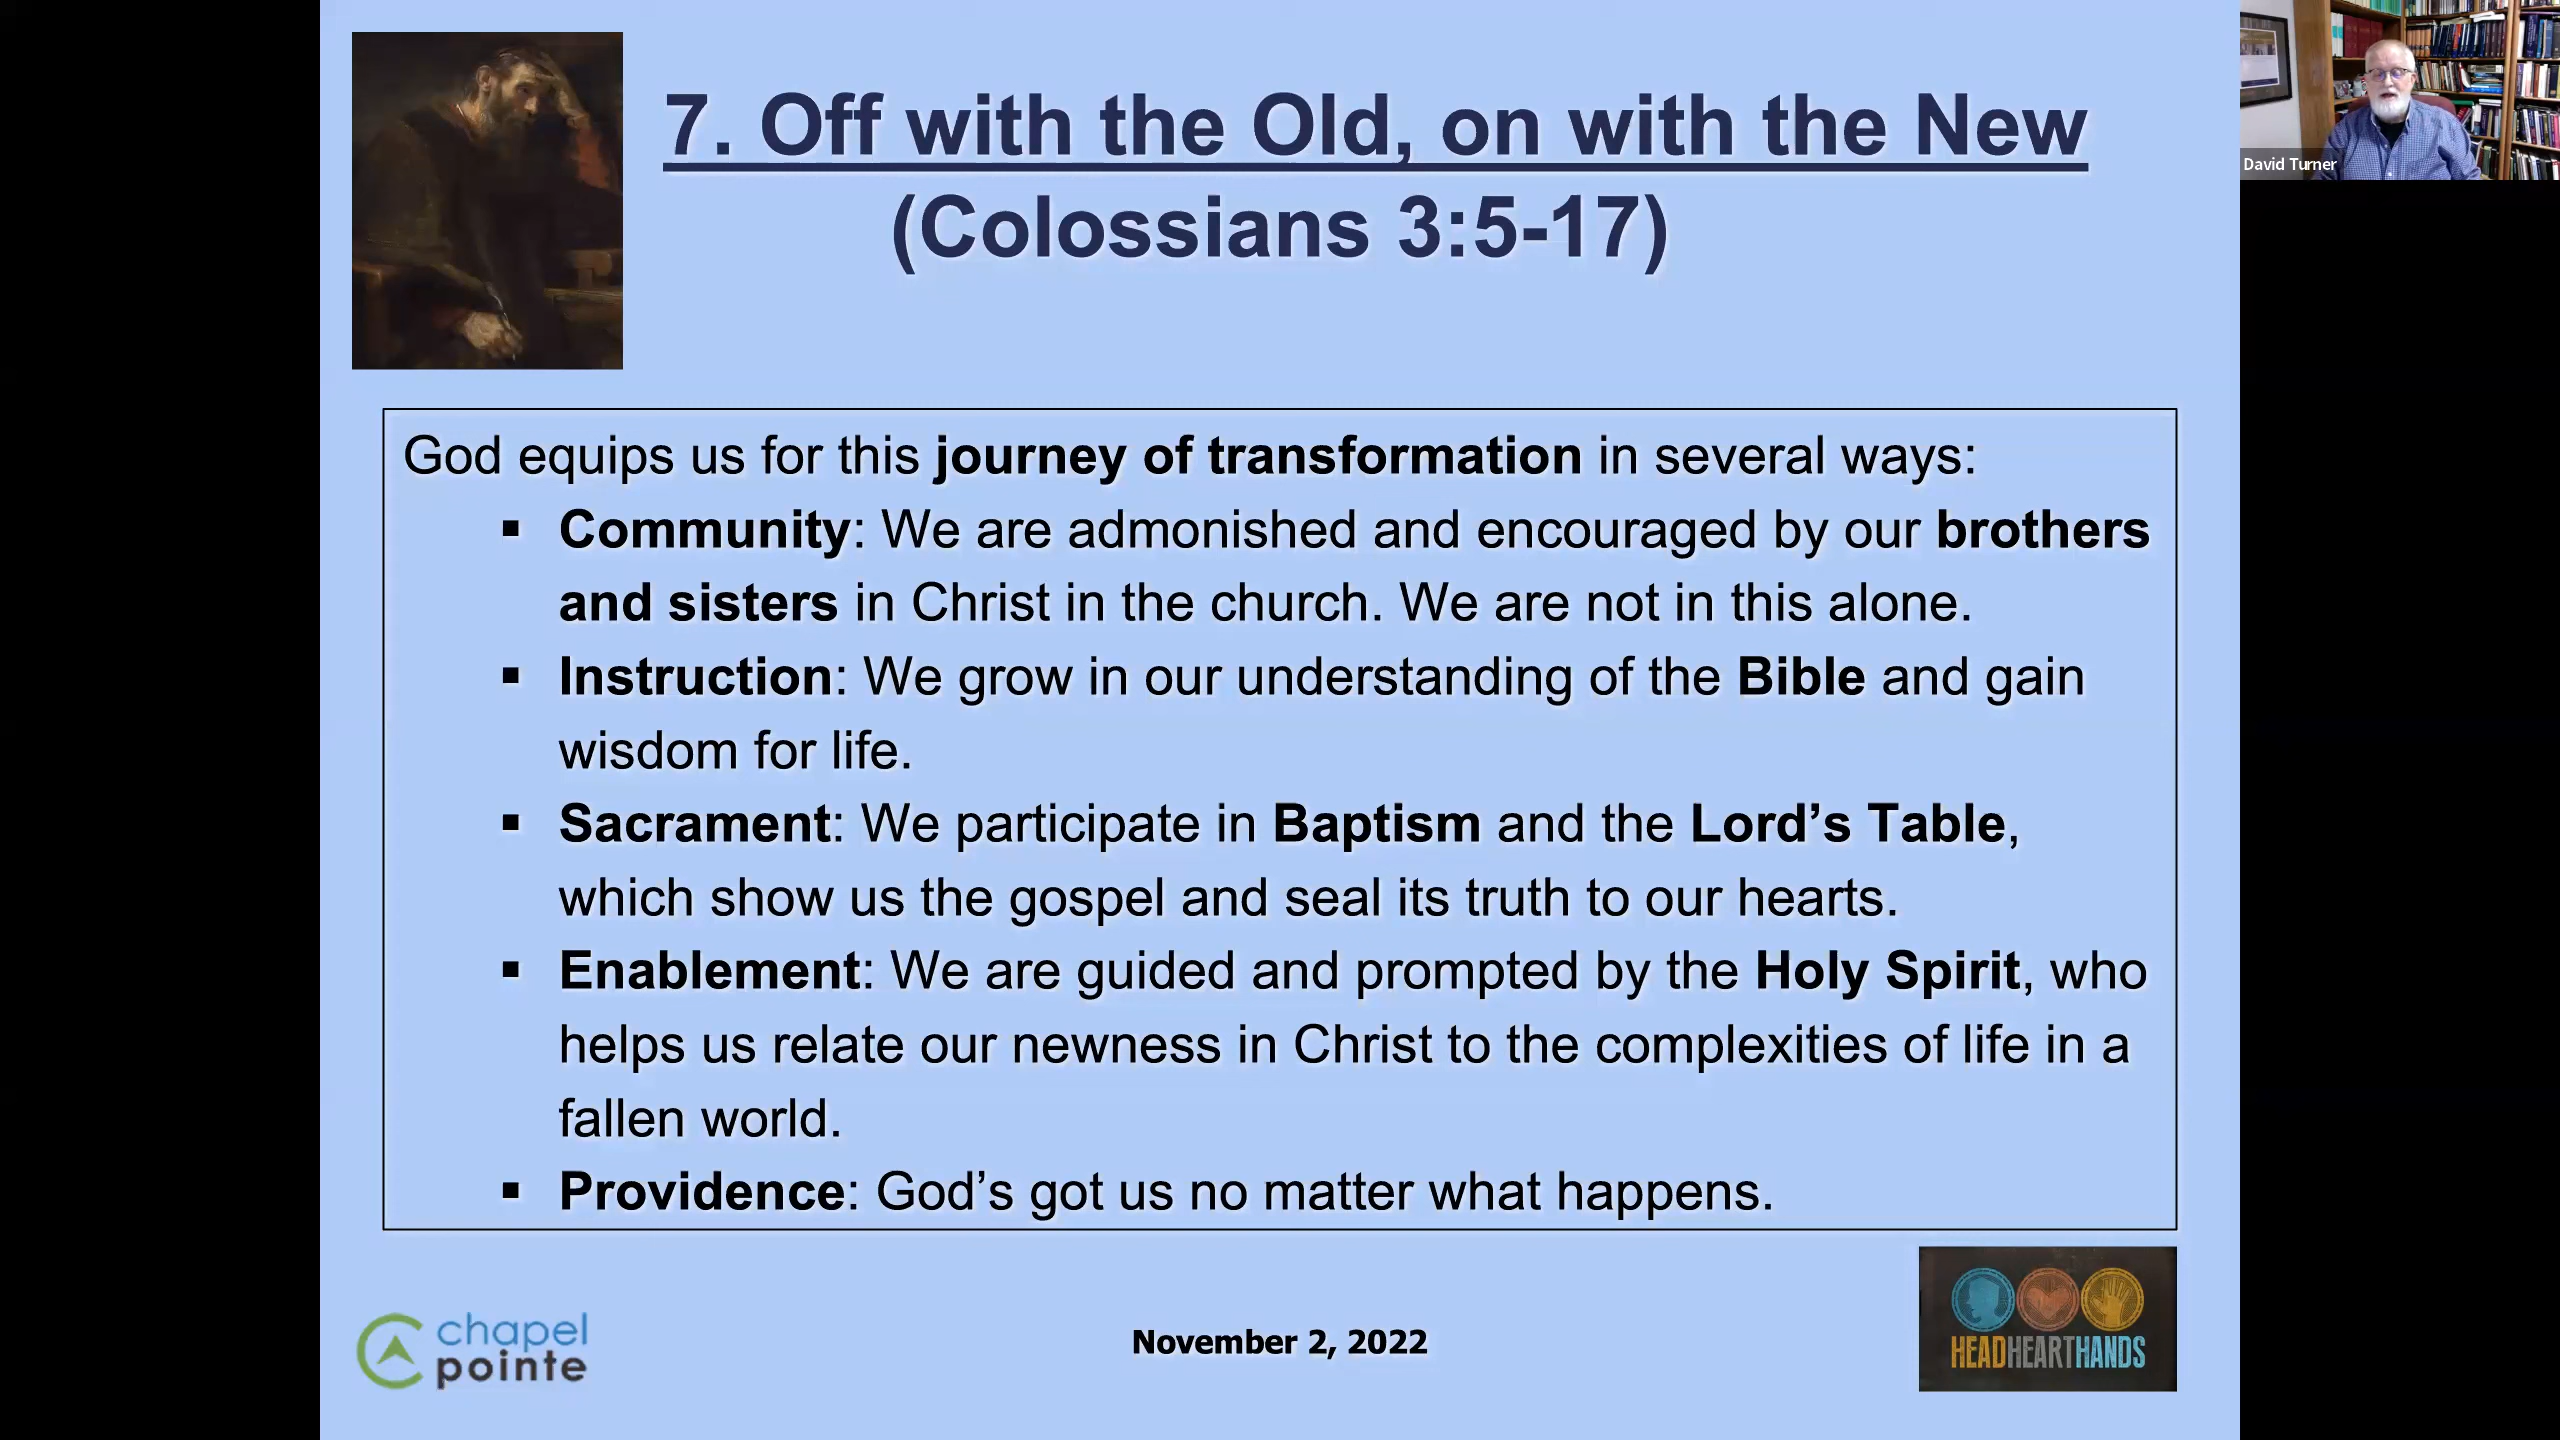 7. Off with the Old, on with the New
(Colossians 3:5-17)
David Turner
God equips us for this journey of transformation in several ways:
▪ Community: We are admonished and encouraged by our brothers
and sisters in Christ in the church. We are not in this alone.
▪ Instruction: We grow in our understanding of the Bible and gain
wisdom for life.
▪ Sacrament: We participate in Baptism and the Lord’s Table,
which show us the gospel and seal its truth to our hearts.
▪ Enablement: We are guided and prompted by the Holy Spirit, who
helps us relate our newness in Christ to the complexities of life in a
fallen world.
▪ Providence: God’s got us no matter what happens.
chapel
pointe
November 2, 2022
HEADHEARTHANDS